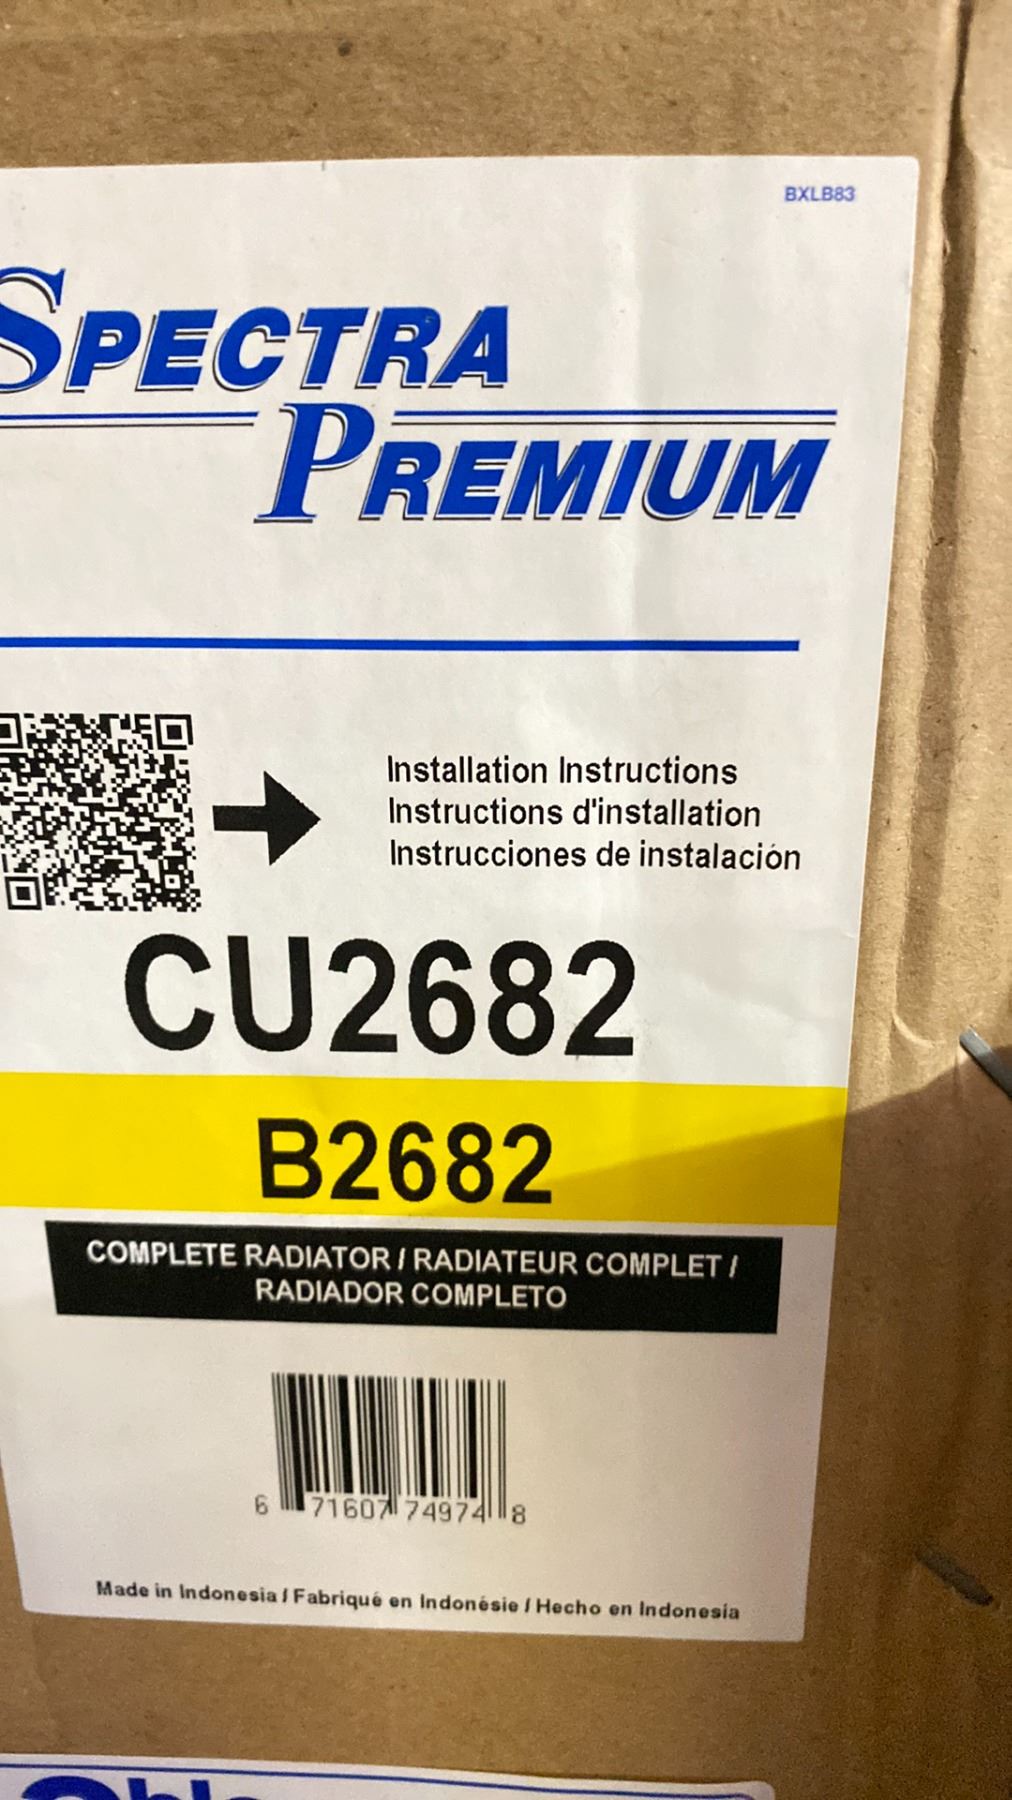 BXLB83
SPECTRA
PREMIUM
Installation Instructions
Instructions d'installation
Instrucciones de instalación
CU2682
B2682
COMPLETE RADIATOR / RADIATEUR COMPLET /
RADIADOR COMPLETO
6 71607 74974 8
Made in Indonesia / Fabriqué en Indonésie / Hecho en Indonesia